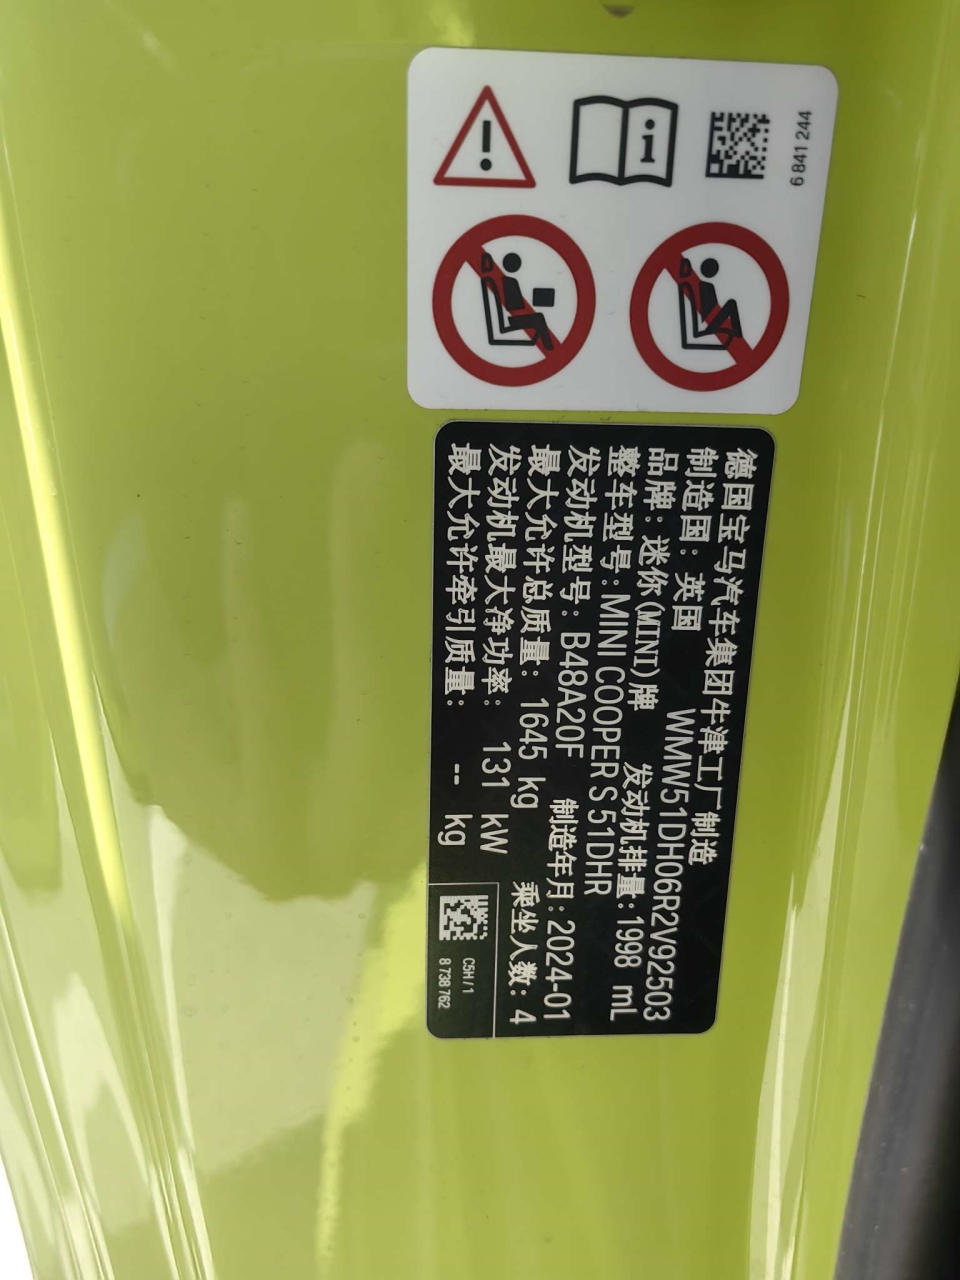 6 841 244
德国宝马汽车集团牛津工厂制造
制造国: 英国 WMW51DH06R2V92503
品牌: 迷你(MINI)牌 发动机排量: 1998 mL
整车型号: MINI COOPER S 51DHR
发动机型号: B48A20F 制造年月: 2024-01
最大允许总质量: 1645 kg 乘坐人数: 4
发动机最大净功率: 131 kW
最大允许牵引质量: -- kg
C5H/1
8 738 762